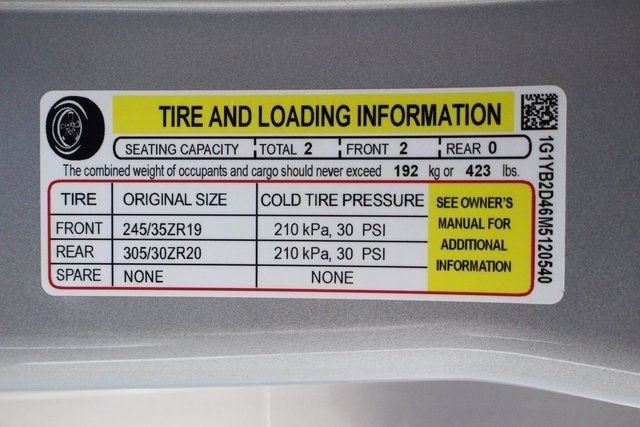 TIRE AND LOADING INFORMATION
SEATING CAPACITY TOTAL 2 FRONT 2 REAR 0
The combined weight of occupants and cargo should never exceed 192 kg or 423 lbs.
TIRE ORIGINAL SIZE COLD TIRE PRESSURE
FRONT 245/35ZR19 210 kPa, 30 PSI
REAR 305/30ZR20 210 kPa, 30 PSI
SPARE NONE NONE
SEE OWNER'S
MANUAL FOR
ADDITIONAL
INFORMATION
1G1YB2D46M5120540